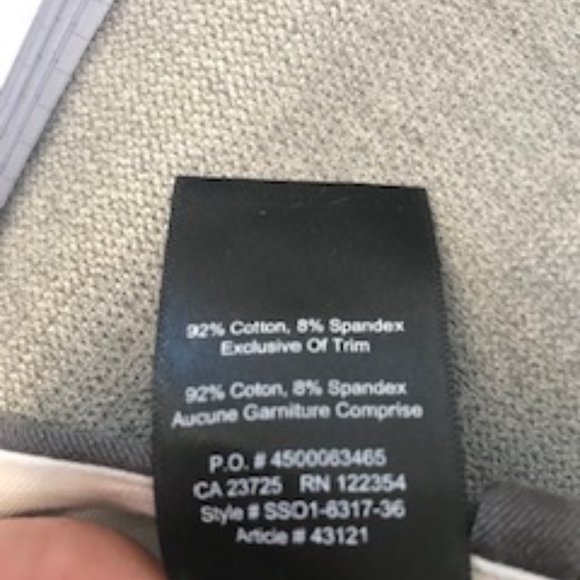 92% Cotton, 8% Spandex
Exclusive Of Trim
92% Coton, 8% Spandex
Aucune Garniture Comprise
P.O. # 4500063465
CA 23725 RN 122354
Style # SSO1-6317-36
Article # 43121